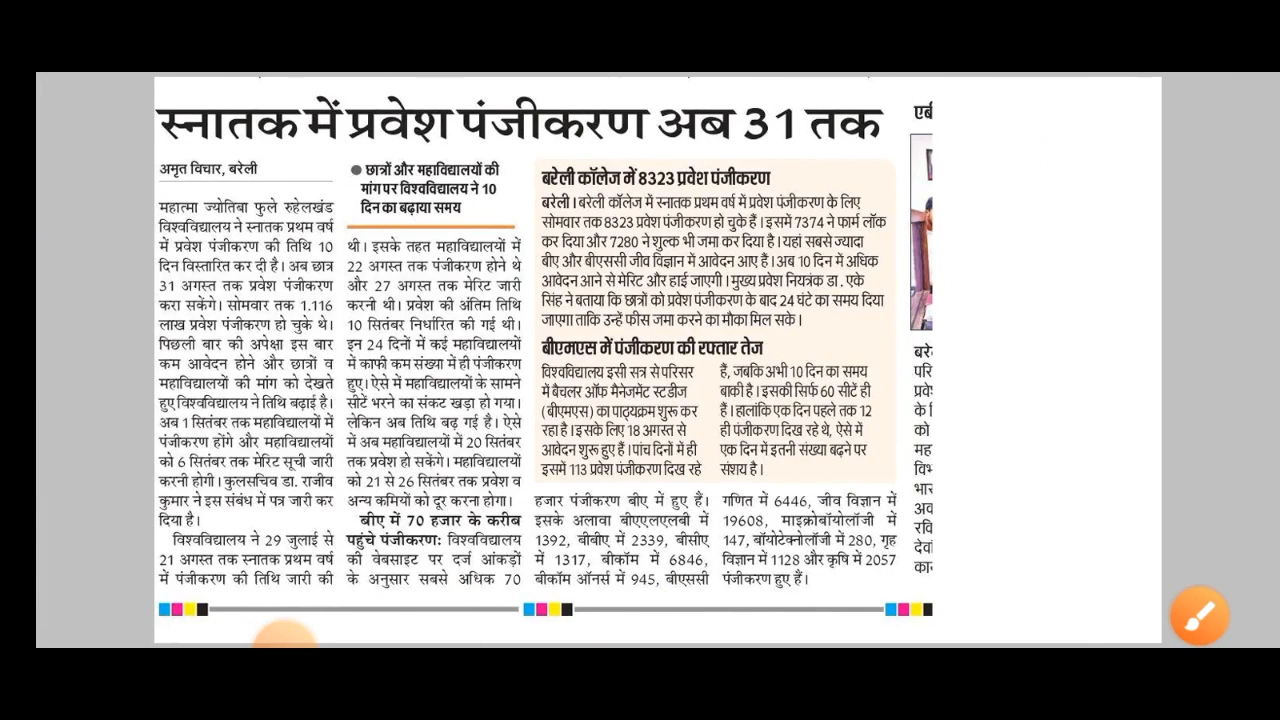 स्नातक में प्रवेश पंजीकरण अब 31 तक
अमृत विचार, बरेली
महात्मा ज्योतिबा फुले रुहेलखंड
विश्वविद्यालय ने स्नातक प्रथम वर्ष
में प्रवेश पंजीकरण की तिथि 10
दिन विस्तारित कर दी है। अब छात्र
31 अगस्त तक प्रवेश पंजीकरण
करा सकेंगे। सोमवार तक 1.116
लाख प्रवेश पंजीकरण हो चुके थे।
पिछली बार की अपेक्षा इस बार
कम आवेदन होने और छात्रों व
महाविद्यालयों की मांग को देखते
हुए विश्वविद्यालय ने तिथि बढ़ाई है।
अब 1 सितंबर तक महाविद्यालयों में
पंजीकरण होंगे और महाविद्यालयों
को 6 सितंबर तक मेरिट सूची जारी
करनी होगी। कुलसचिव डा. राजीव
कुमार ने इस संबंध में पत्र जारी कर
दिया है।
विश्वविद्यालय ने 29 जुलाई से
21 अगस्त तक स्नातक प्रथम वर्ष
में पंजीकरण की तिथि जारी की
● छात्रों और महाविद्यालयों की
मांग पर विश्वविद्यालय ने 10
दिन का बढ़ाया समय
थी। इसके तहत महाविद्यालयों में
22 अगस्त तक पंजीकरण होने थे
और 27 अगस्त तक मेरिट जारी
करनी थी। प्रवेश की अंतिम तिथि
10 सितंबर निर्धारित की गई थी।
इन 24 दिनों में कई महाविद्यालयों
में काफी कम संख्या में ही पंजीकरण
हुए। ऐसे में महाविद्यालयों के सामने
सीटें भरने का संकट खड़ा हो गया।
लेकिन अब तिथि बढ़ गई है। ऐसे
में अब महाविद्यालयों में 20 सितंबर
तक प्रवेश हो सकेंगे। महाविद्यालयों
को 21 से 26 सितंबर तक प्रवेश व
अन्य कमियों को दूर करना होगा।
बीए में 70 हजार के करीब
पहुंचे पंजीकरण: विश्वविद्यालय
की वेबसाइट पर दर्ज आंकड़ों
के अनुसार सबसे अधिक 70
बरेली कॉलेज में 8323 प्रवेश पंजीकरण
बरेली। बरेली कॉलेज में स्नातक प्रथम वर्ष में प्रवेश पंजीकरण के लिए
सोमवार तक 8323 प्रवेश पंजीकरण हो चुके हैं। इसमें 7374 ने फार्म लॉक
कर दिया और 7280 ने शुल्क भी जमा कर दिया है। यहां सबसे ज्यादा
बीए और बीएससी जीव विज्ञान में आवेदन आए हैं। अब 10 दिन में अधिक
आवेदन आने से मेरिट और हाई जाएगी। मुख्य प्रवेश नियत्रंक डा. एके
सिंह ने बताया कि छात्रों को प्रवेश पंजीकरण के बाद 24 घंटे का समय दिया
जाएगा ताकि उन्हें फीस जमा करने का मौका मिल सके।
बीएमएस में पंजीकरण की रफ्तार तेज
विश्वविद्यालय इसी सत्र से परिसर
में बैचलर ऑफ मैनेजमेंट स्टडीज
(बीएमएस) का पाठ्यक्रम शुरू कर
रहा है। इसके लिए 18 अगस्त से
आवेदन शुरू हुए हैं। पांच दिनों में ही
इसमें 113 प्रवेश पंजीकरण दिख रहे
हैं, जबकि अभी 10 दिन का समय
बाकी है। इसकी सिर्फ 60 सीटें ही
हैं। हालांकि एक दिन पहले तक 12
ही पंजीकरण दिख रहे थे, ऐसे में
एक दिन में इतनी संख्या बढ़ने पर
संशय है।
हजार पंजीकरण बीए में हुए हैं।
इसके अलावा बीएएलएलबी में
1392, बीबीए में 2339, बीसीए
में 1317, बीकॉम में 6846,
बीकॉम ऑनर्स में 945, बीएससी
गणित में 6446, जीव विज्ञान में
19608, माइक्रोबॉयोलॉजी में
147, बॉयोटेक्नोलॉजी में 280, गृह
विज्ञान में 1128 और कृषि में 2057
पंजीकरण हुए हैं।